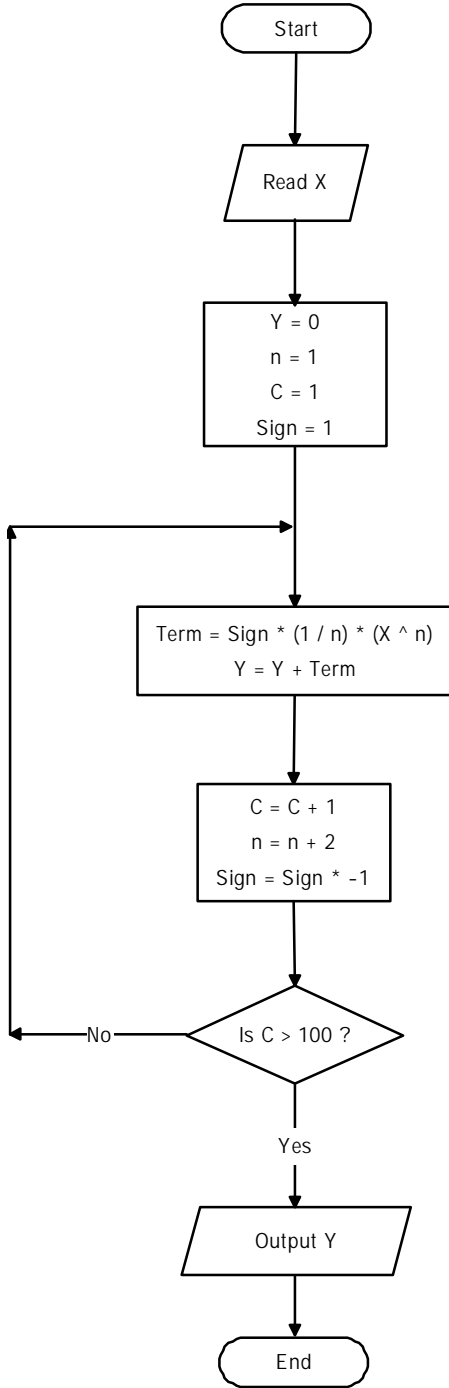 Start
Read X
Y = 0
n = 1
C = 1
Sign = 1
Term = Sign * (1 / n) * (X ^ n)
Y = Y + Term
C = C + 1
n = n + 2
Sign = Sign * -1
Is C > 100 ?
No
Yes
Output Y
End